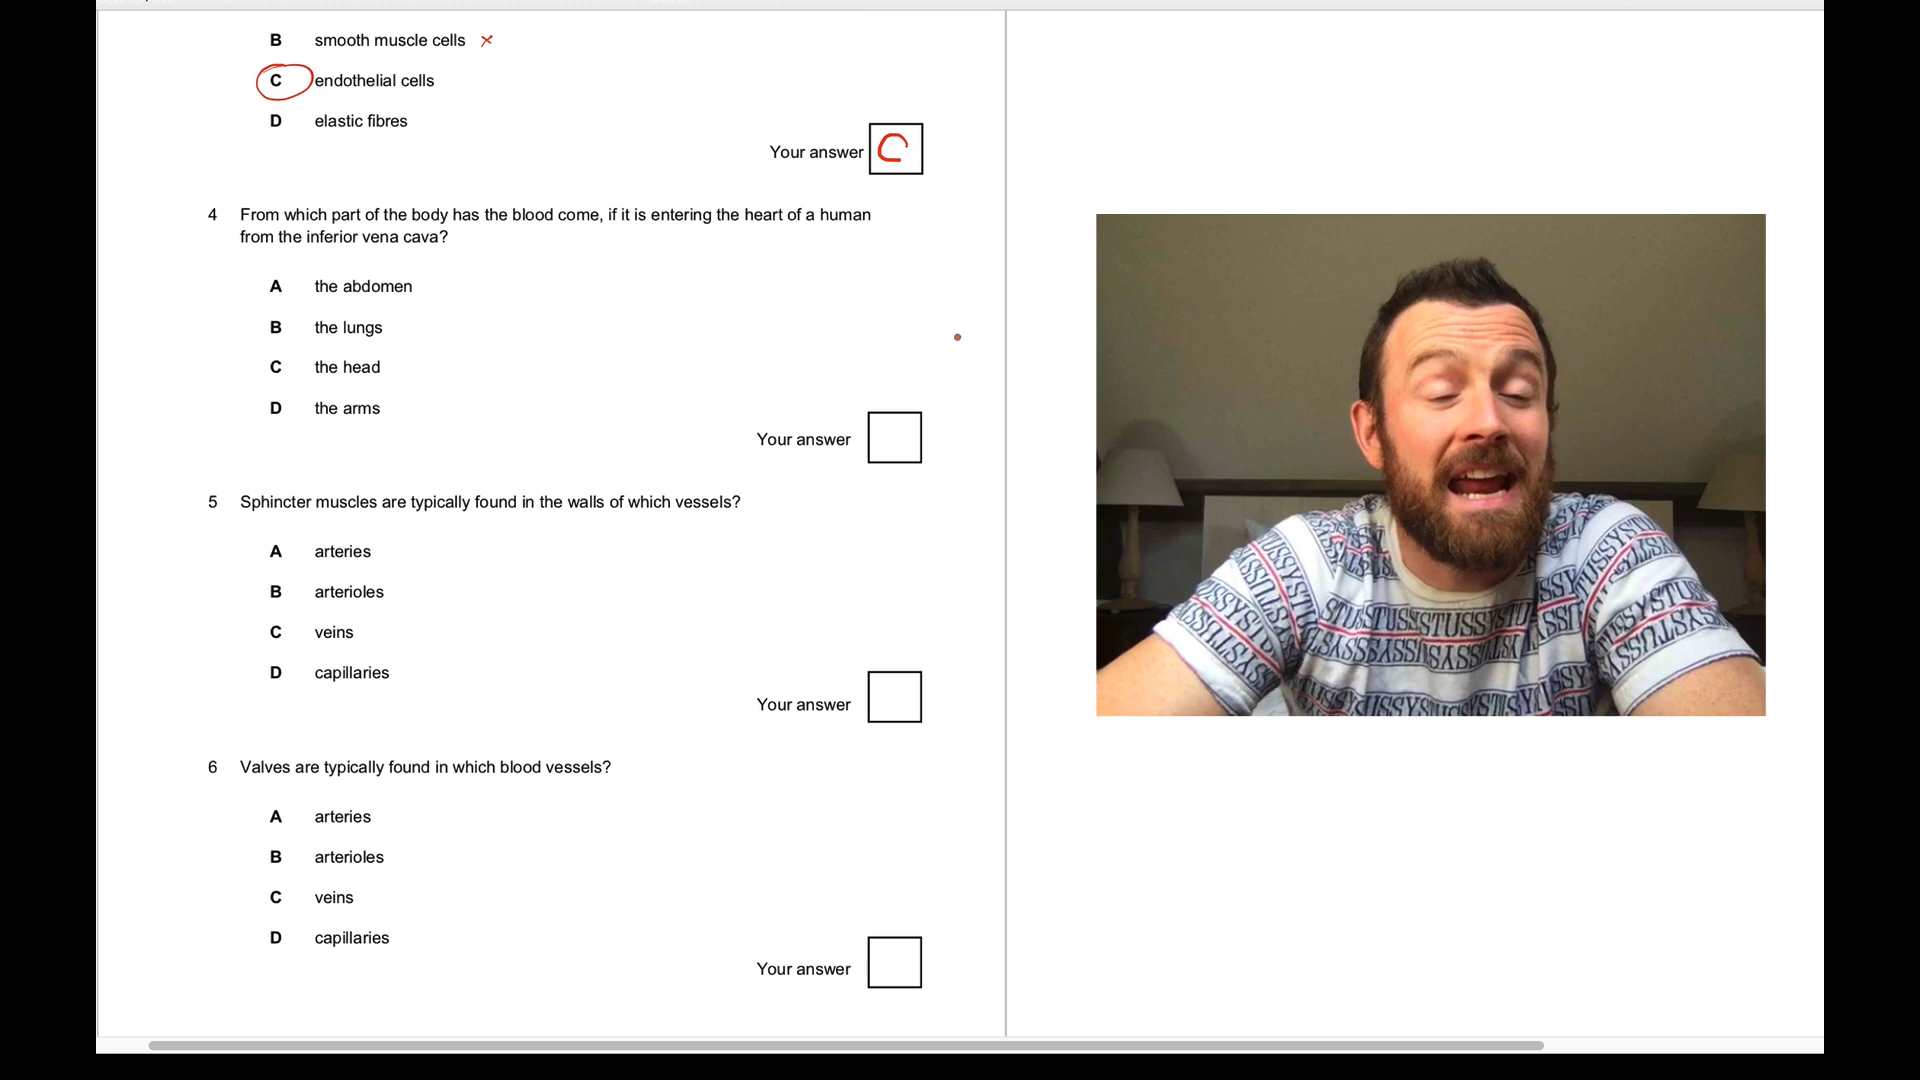 B smooth muscle cells ×
C endothelial cells
D elastic fibres
Your answer C
4 From which part of the body has the blood come, if it is entering the heart of a human
from the inferior vena cava?
A the abdomen
B the lungs
C the head
D the arms
Your answer
5 Sphincter muscles are typically found in the walls of which vessels?
A arteries
B arterioles
C veins
D capillaries
Your answer
6 Valves are typically found in which blood vessels?
A arteries
B arterioles
C veins
D capillaries
Your answer